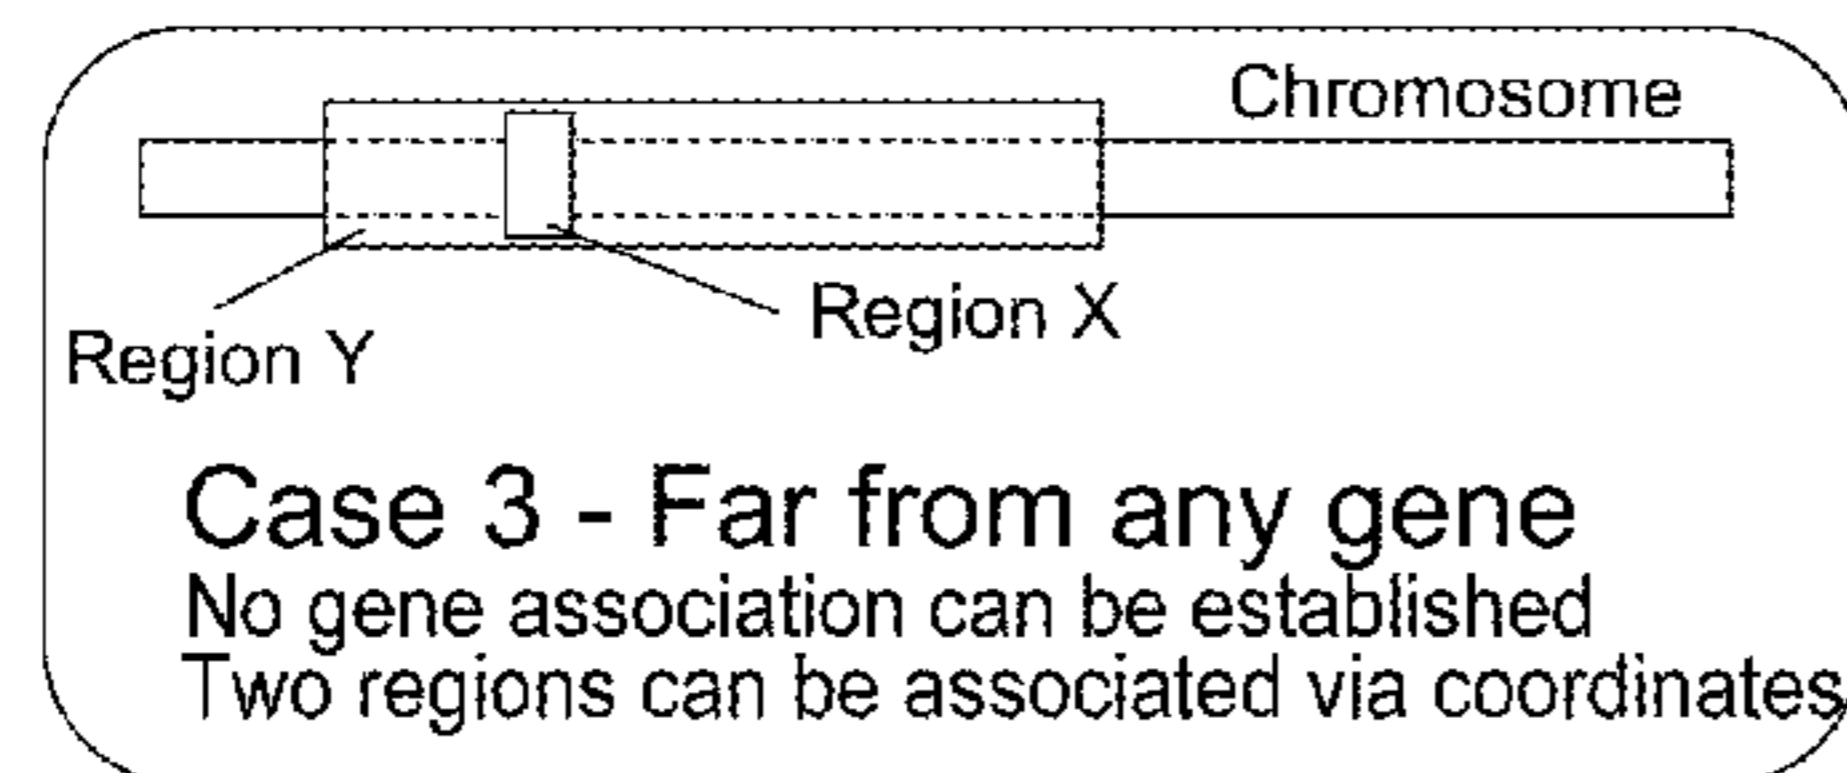 Chromosome
Region X
Region Y
Case 3 - Far from any gene
No gene association can be established
Two regions can be associated via coordinates